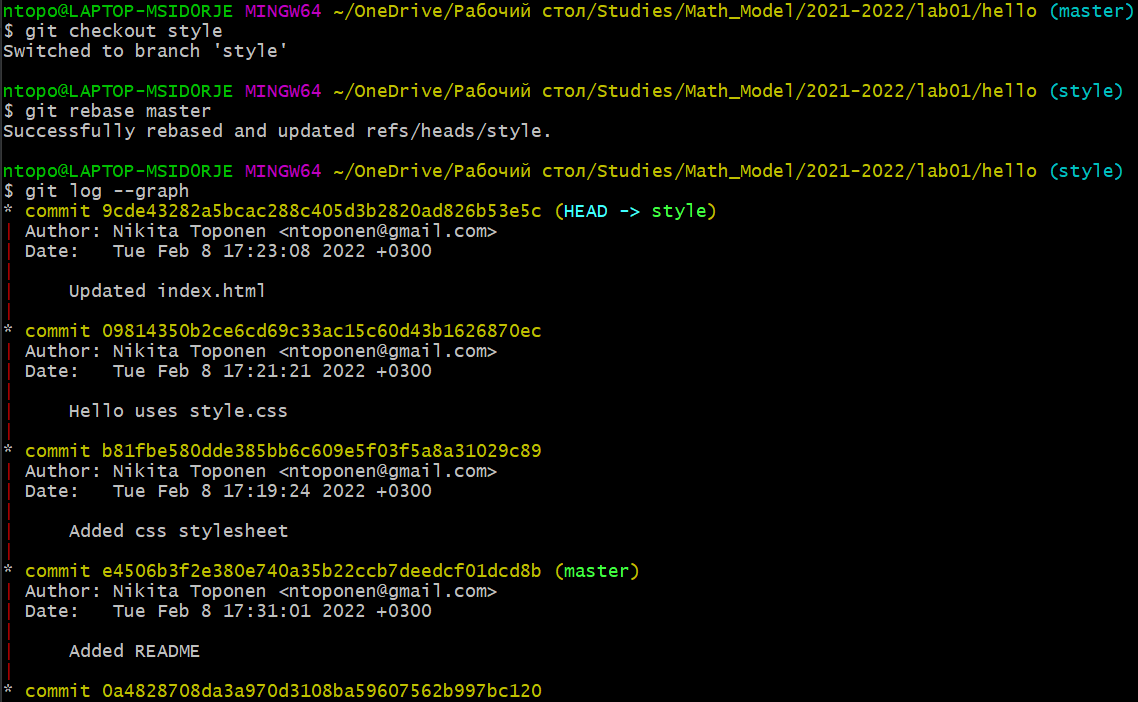 ntopo@LAPTOP-MSIDORJE MINGW64 ~/OneDrive/Рабочий стол/Studies/Math_Model/2021-2022/lab01/hello (master)
$ git checkout style
Switched to branch 'style'
ntopo@LAPTOP-MSIDORJE MINGW64 ~/OneDrive/Рабочий стол/Studies/Math_Model/2021-2022/lab01/hello (style)
$ git rebase master
Successfully rebased and updated refs/heads/style.
ntopo@LAPTOP-MSIDORJE MINGW64 ~/OneDrive/Рабочий стол/Studies/Math_Model/2021-2022/lab01/hello (style)
$ git log --graph
* commit 9cde43282a5bcac288c405d3b2820ad826b53e5c (HEAD -> style)
| Author: Nikita Toponen <ntoponen@gmail.com>
| Date:   Tue Feb 8 17:23:08 2022 +0300
|
|     Updated index.html
|
* commit 09814350b2ce6cd69c33ac15c60d43b1626870ec
| Author: Nikita Toponen <ntoponen@gmail.com>
| Date:   Tue Feb 8 17:21:21 2022 +0300
|
|     Hello uses style.css
|
* commit b81fbe580dde385bb6c609e5f03f5a8a31029c89
| Author: Nikita Toponen <ntoponen@gmail.com>
| Date:   Tue Feb 8 17:19:24 2022 +0300
|
|     Added css stylesheet
|
* commit e4506b3f2e380e740a35b22ccb7deedcf01dcd8b (master)
| Author: Nikita Toponen <ntoponen@gmail.com>
| Date:   Tue Feb 8 17:31:01 2022 +0300
|
|     Added README
|
* commit 0a4828708da3a970d3108ba59607562b997bc120